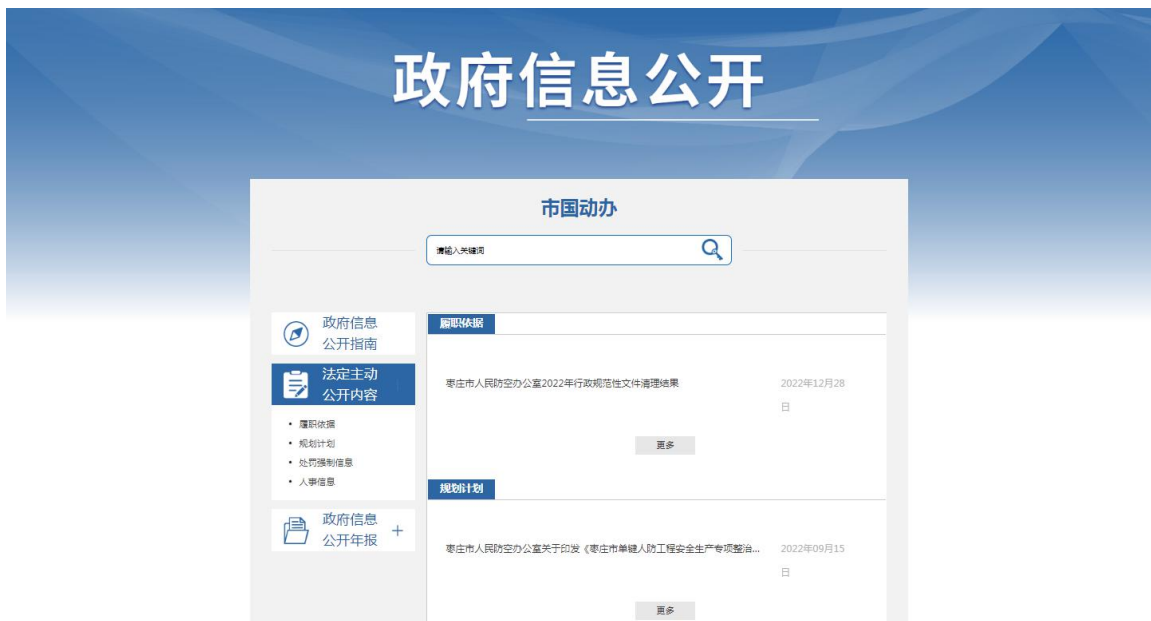 政府信息公开
市国动办
请输入关键词
政府信息
公开指南
法定主动
公开内容
• 履职依据
• 规划计划
• 处罚强制信息
• 人事信息
政府信息
公开年报 +
履职依据
枣庄市人民防空办公室2022年行政规范性文件清理结果 2022年12月28
日
更多
规划计划
枣庄市人民防空办公室关于印发《枣庄市单建人防工程安全生产专项整治... 2022年09月15
日
更多